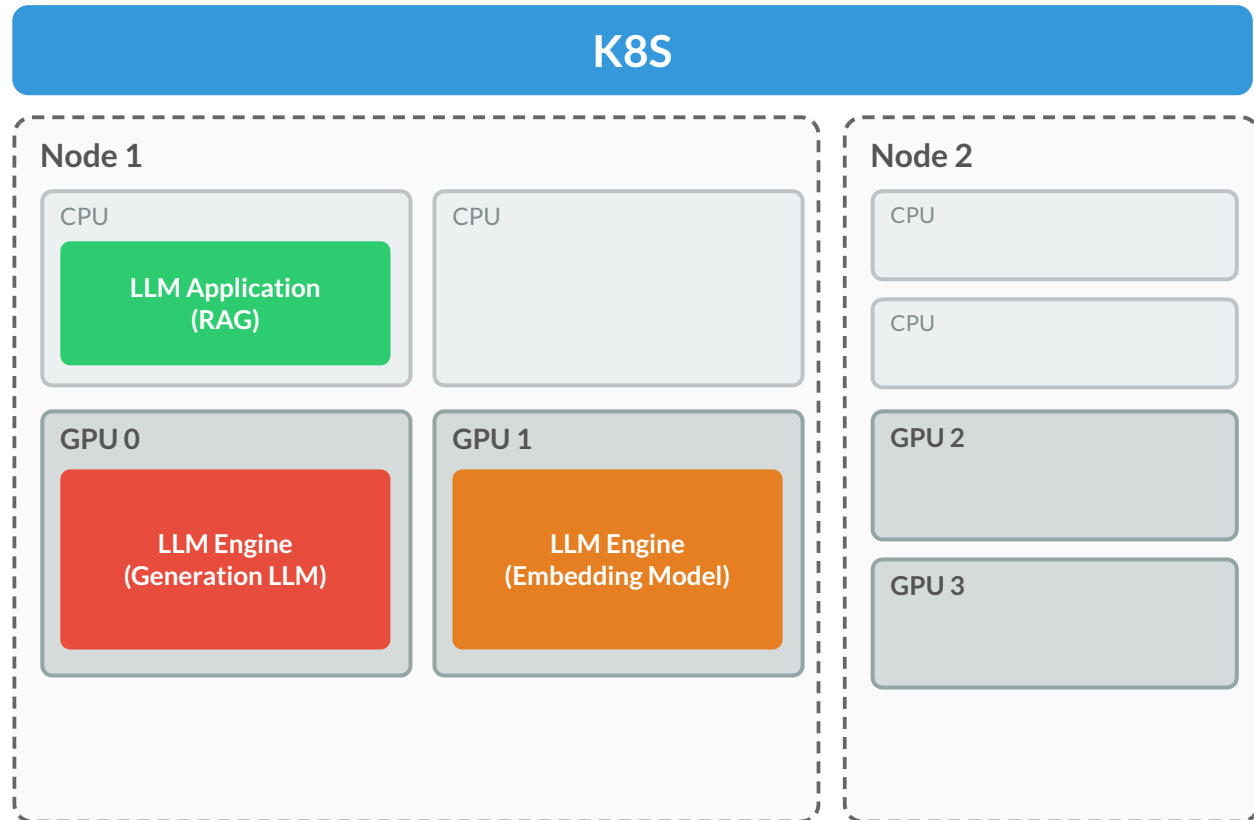 K8S
Node 1
CPU
LLM Application
(RAG)
CPU
GPU 0
LLM Engine
(Generation LLM)
GPU 1
LLM Engine
(Embedding Model)
Node 2
CPU
CPU
GPU 2
GPU 3